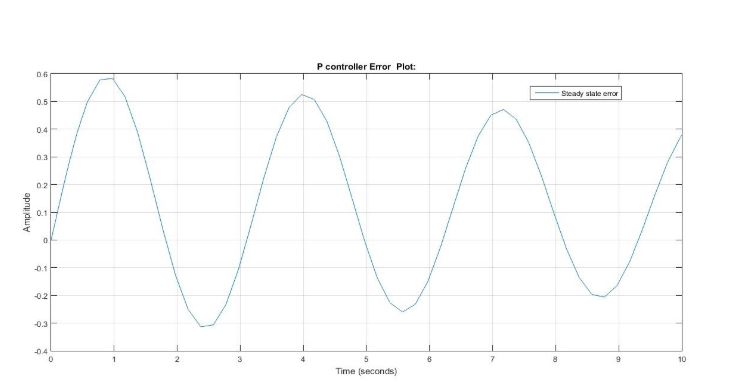 P controller Error Plot:
Steady state error
Amplitude
0.6
0.5
0.4
0.3
0.2
0.1
0
-0.1
-0.2
-0.3
-0.4
0 1 2 3 4 5 6 7 8 9 10
Time (seconds)